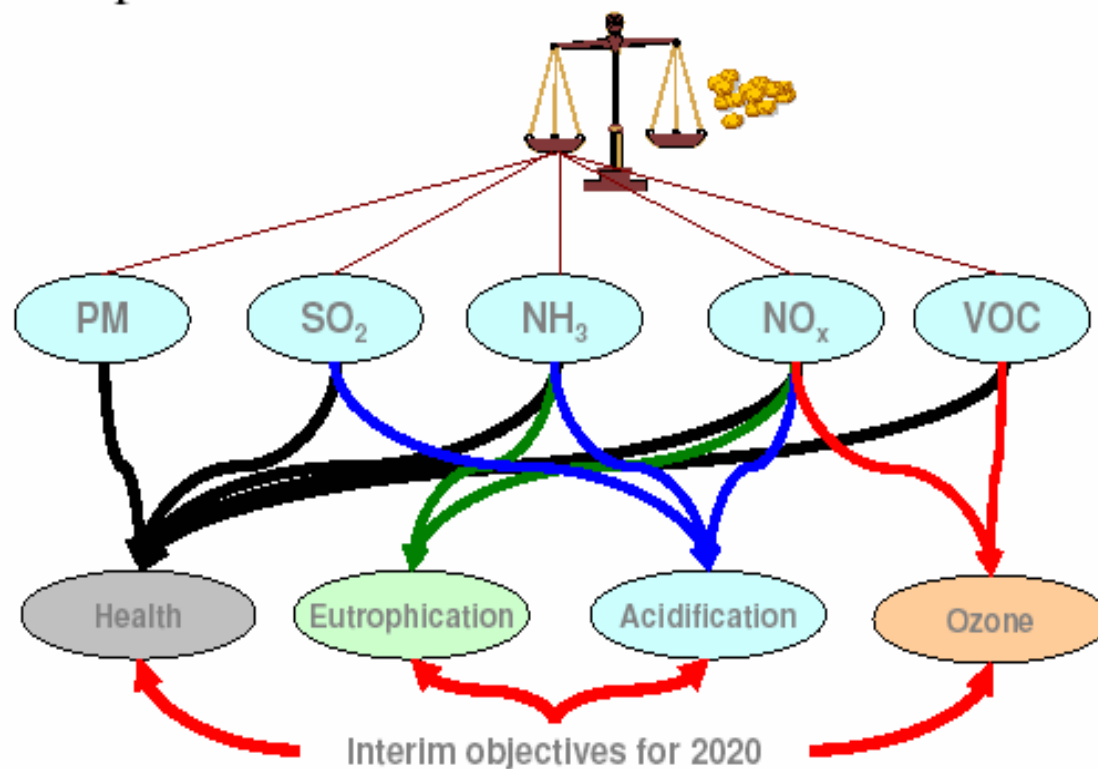 PM
SO₂
NH₃
NOₓ
VOC
Health
Eutrophication
Acidification
Ozone
Interim objectives for 2020